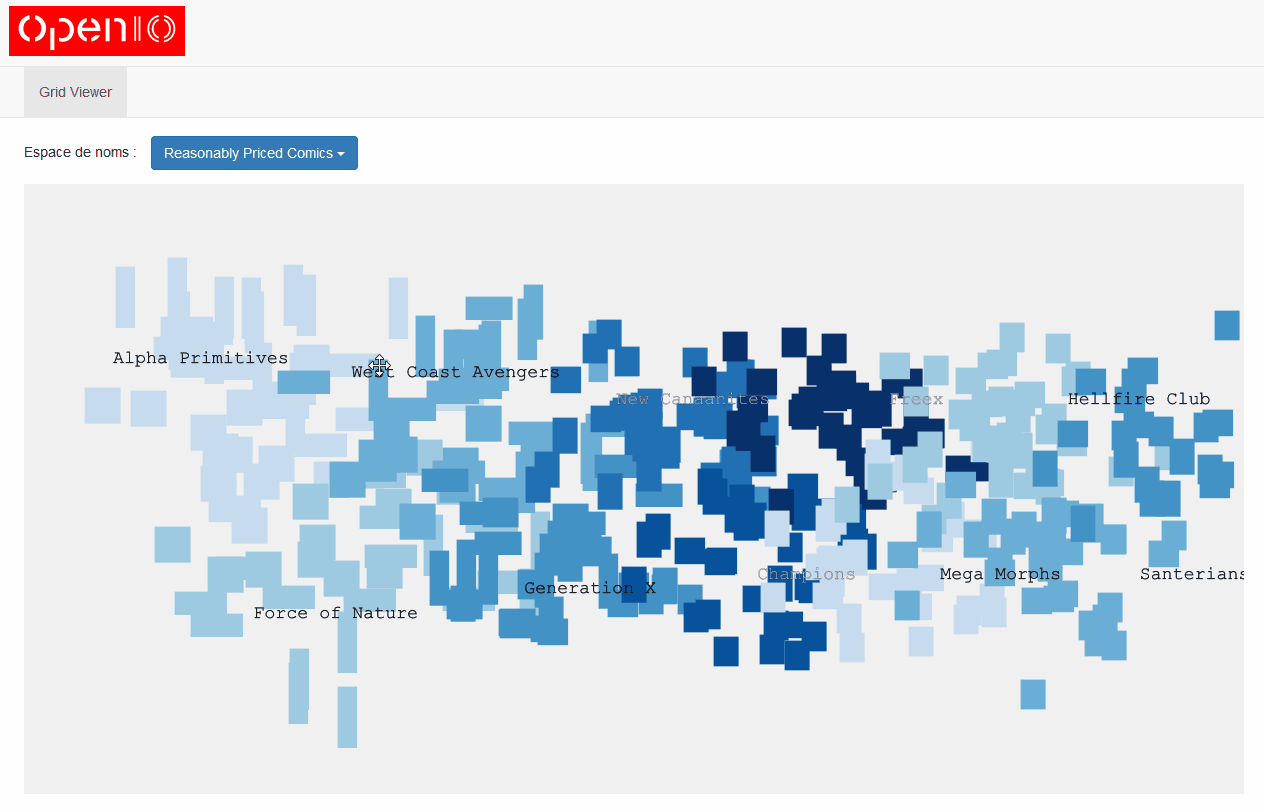 OpenIO
Grid Viewer
Espace de noms :
Reasonably Priced Comics
Alpha Primitives
West Coast Avengers
New Canaanites
Freex
Hellfire Club
Champions
Mega Morphs
Santerians
Generation X
Force of Nature